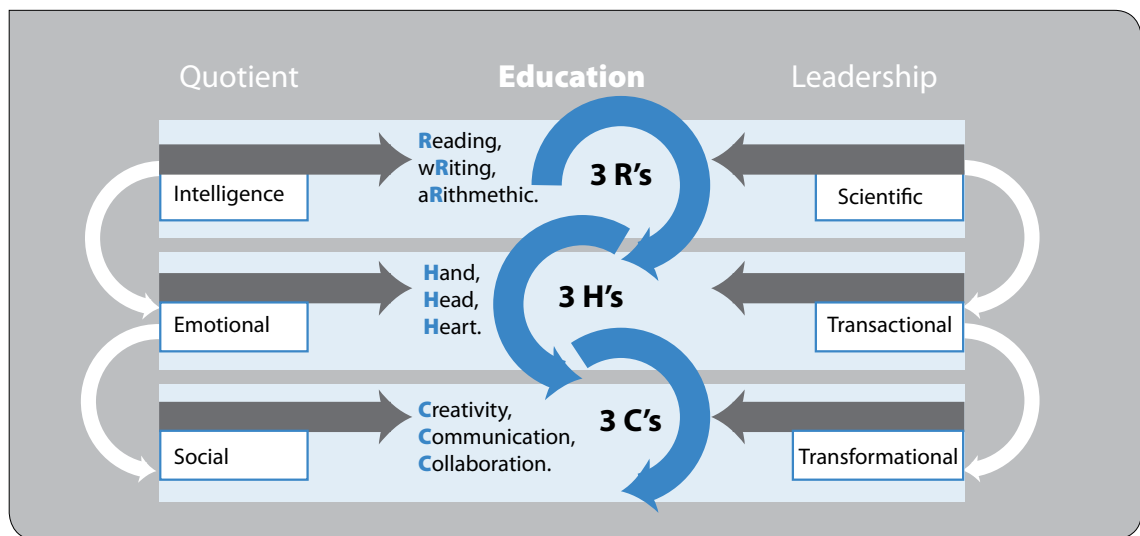 Quotient
Education
Leadership
Reading,
wRiting,
aRithmethic.
3 R's
Intelligence
Scientific
Hand,
Head,
Heart.
3 H's
Emotional
Transactional
Creativity,
Communication,
Collaboration.
3 C's
Social
Transformational